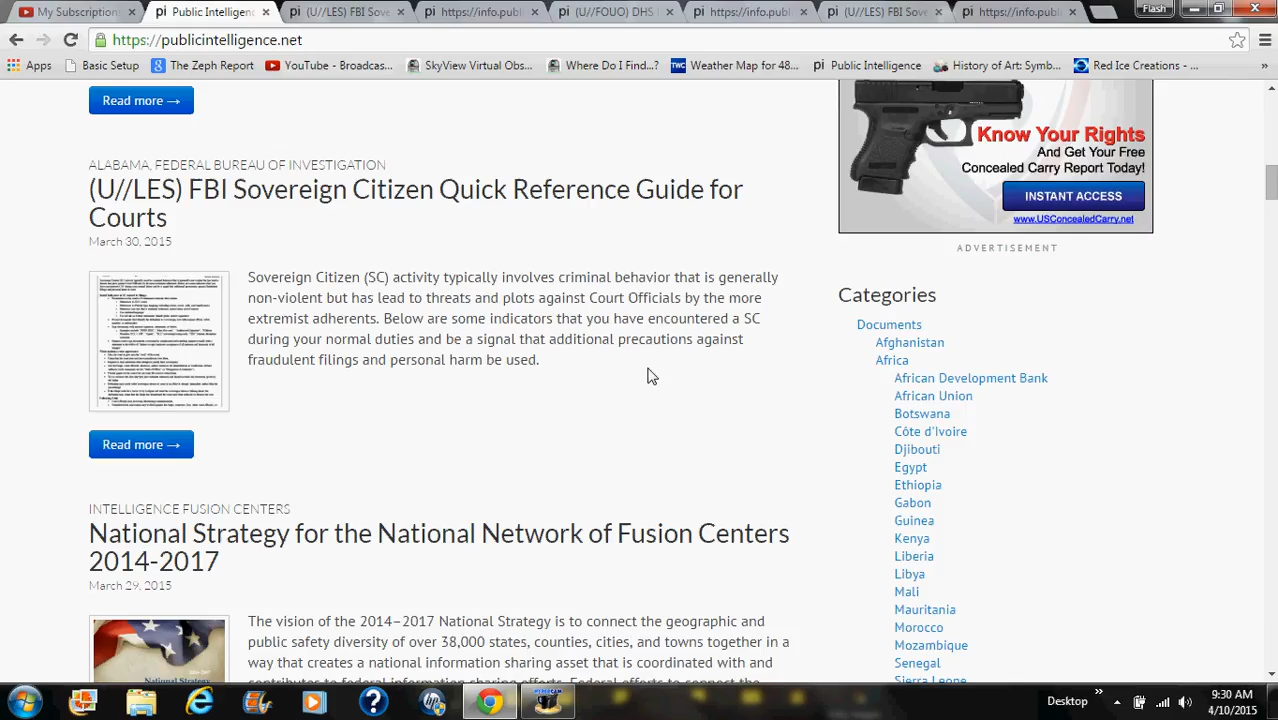 My Subscriptions
Public Intelligenc
(U//LES) FBI Sove
https://info.publi
(U//FOUO) DHS
https://info.publi
(U//LES) FBI Sove
https://info.publi
Flash
https://publicintelligence.net
Apps
Basic Setup
The Zeph Report
YouTube - Broadcas...
SkyView Virtual Obs...
Where Do I Find...?
Weather Map for 48...
Public Intelligence
History of Art: Symb...
Red Ice Creations - ...
Read more →
ALABAMA, FEDERAL BUREAU OF INVESTIGATION
(U//LES) FBI Sovereign Citizen Quick Reference Guide for
Courts
March 30, 2015
Sovereign Citizen (SC) activity typically involves criminal behavior that is generally
non-violent but has lead to threats and plots against Court Officials by the more
extremist adherents. Below are some indicators that you have encountered a SC
during your normal duties and be a signal that additional precautions against
fraudulent filings and personal harm be used.
Read more →
INTELLIGENCE FUSION CENTERS
National Strategy for the National Network of Fusion Centers
2014-2017
March 29, 2015
The vision of the 2014–2017 National Strategy is to connect the geographic and
public safety diversity of over 38,000 states, counties, cities, and towns together in a
way that creates a national information sharing asset that is coordinated with and
National Strategy
Know Your Rights
And Get Your Free
Concealed Carry Report Today!
INSTANT ACCESS
www.USConcealedCarry.net
ADVERTISEMENT
Categories
Documents
Afghanistan
Africa
African Development Bank
African Union
Botswana
Côte d'Ivoire
Djibouti
Egypt
Ethiopia
Gabon
Guinea
Kenya
Liberia
Libya
Mali
Mauritania
Morocco
Mozambique
Senegal
Sierra Leone
Desktop
9:30 AM
4/10/2015